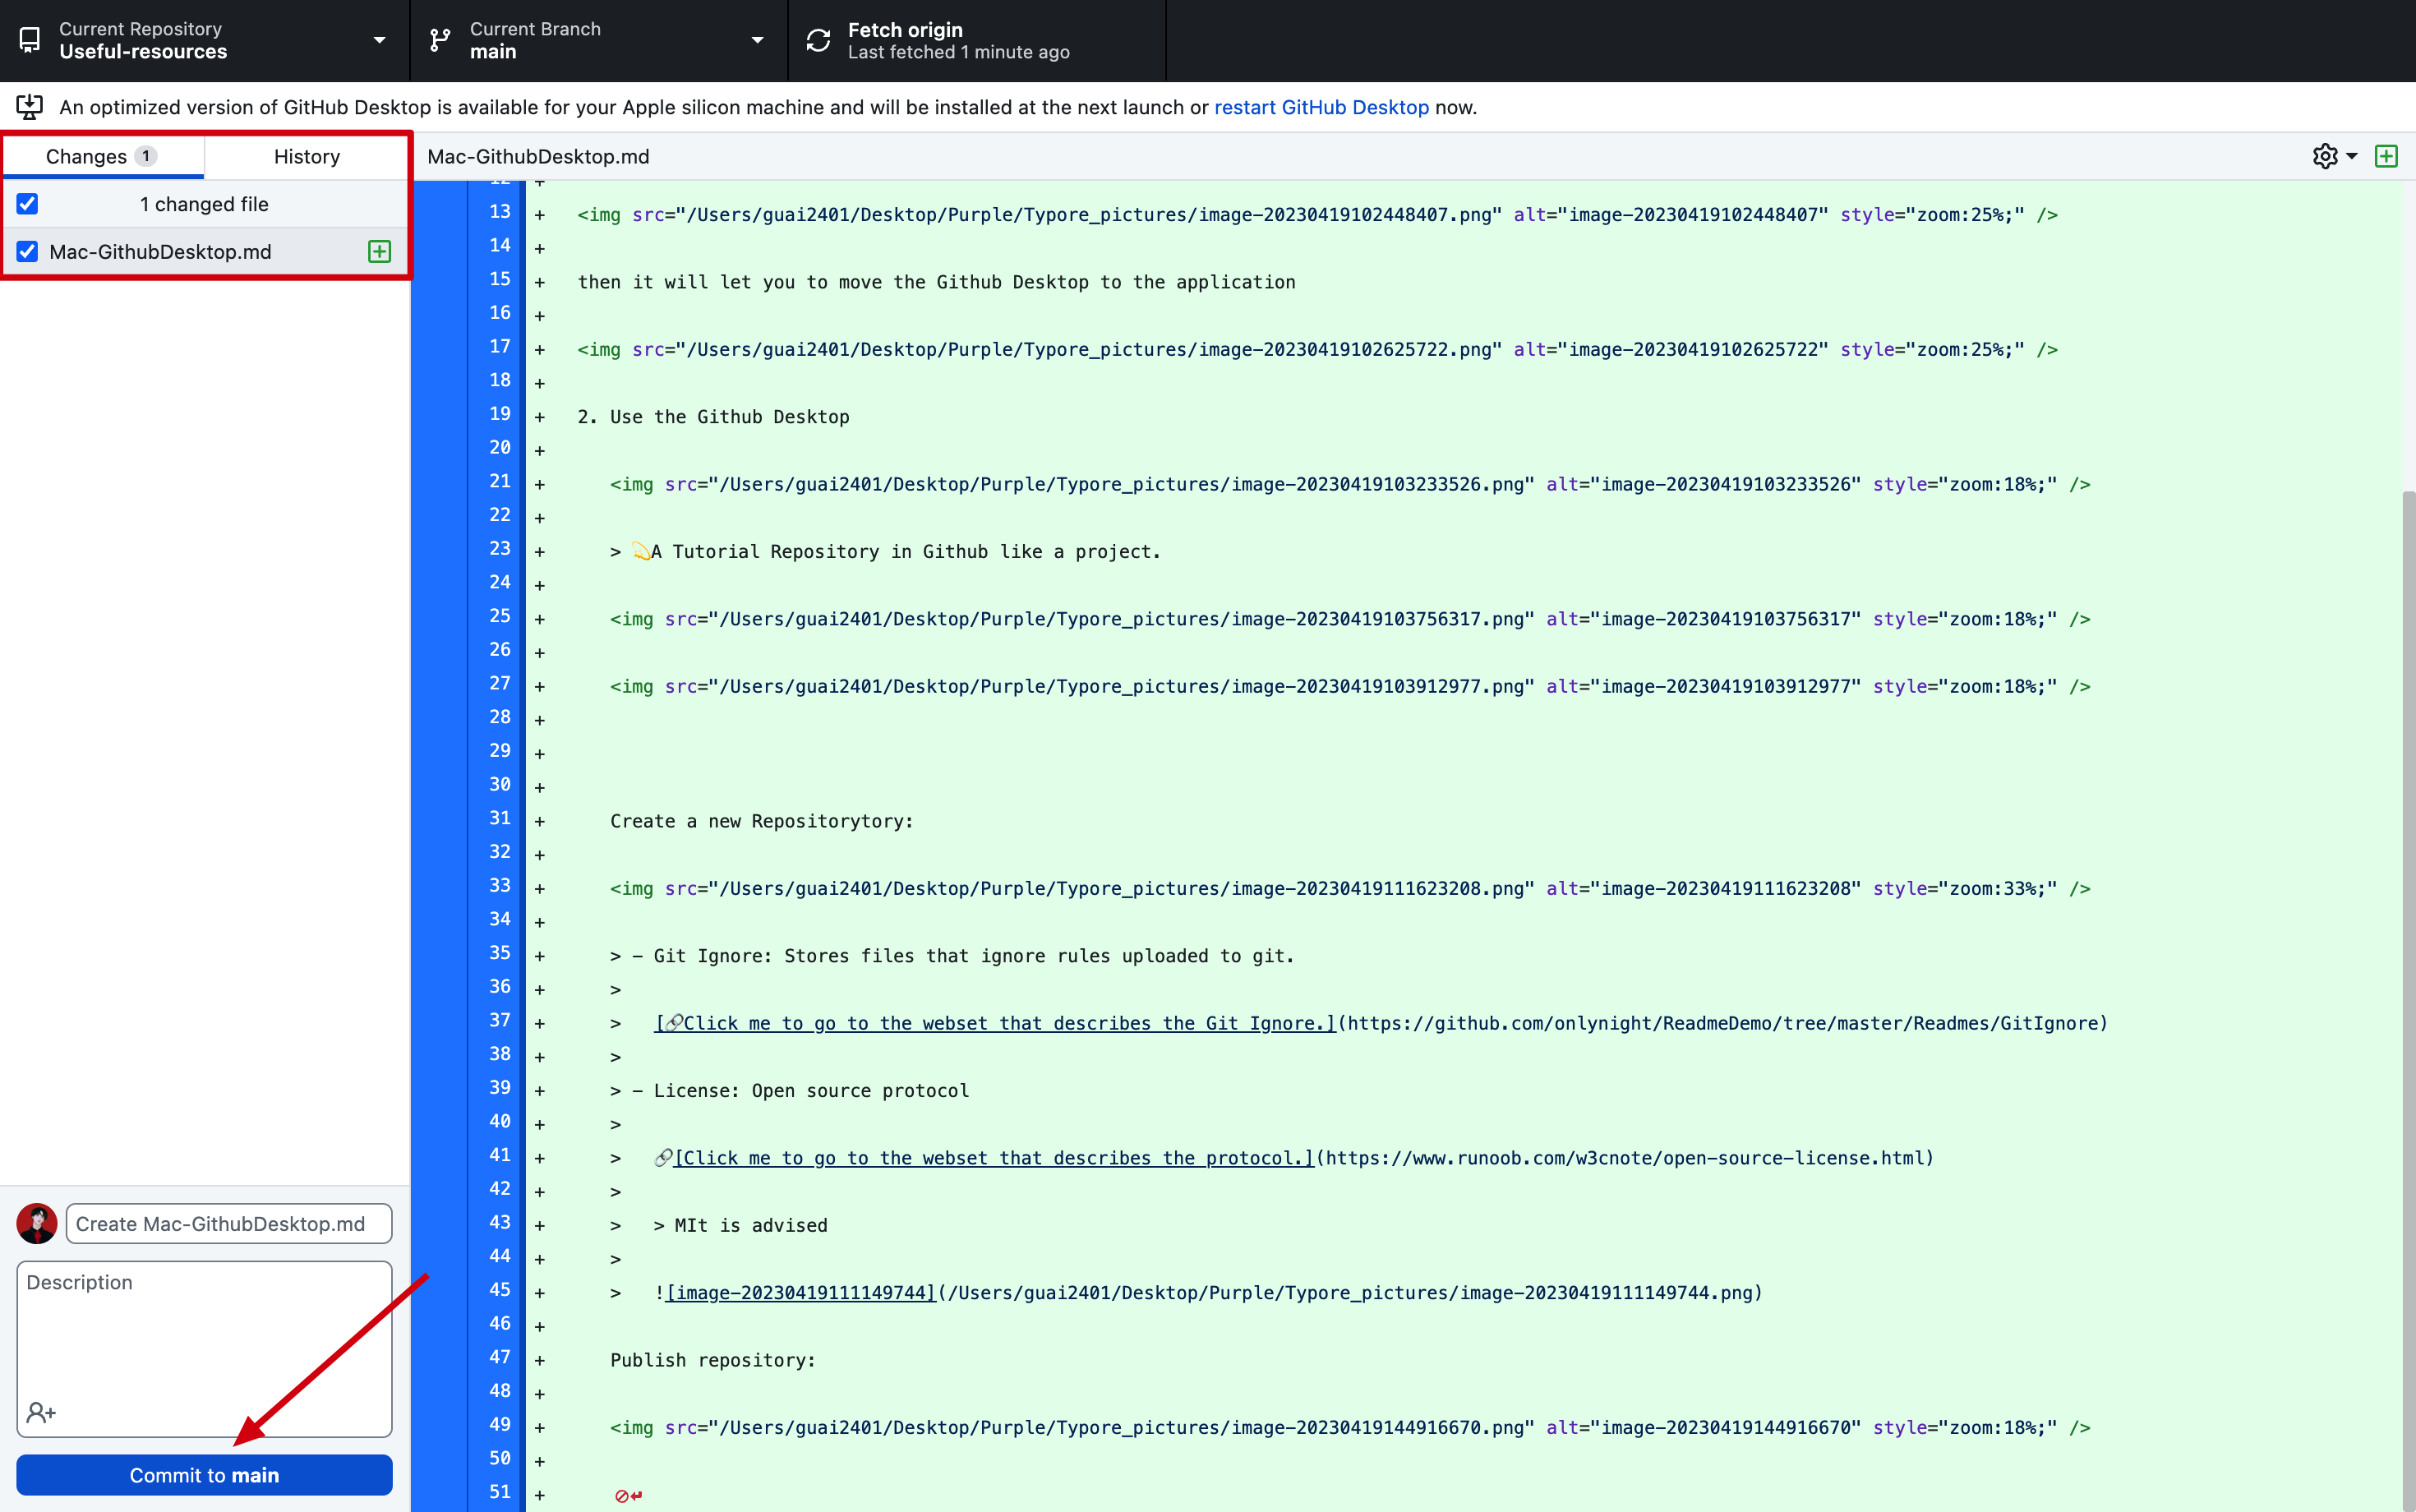 Current Repository
Useful-resources
Current Branch
main
Fetch origin
Last fetched 1 minute ago
An optimized version of GitHub Desktop is available for your Apple silicon machine and will be installed at the next launch or restart GitHub Desktop now.
Changes 1
History
1 changed file
Mac-GithubDesktop.md
Create Mac-GithubDesktop.md
Description
Commit to main
Mac-GithubDesktop.md
12 +
13 + <img src="/Users/guai2401/Desktop/Purple/Typore_pictures/image-20230419102448407.png" alt="image-20230419102448407" style="zoom:25%;" />
14 +
15 + then it will let you to move the Github Desktop to the application
16 +
17 + <img src="/Users/guai2401/Desktop/Purple/Typore_pictures/image-20230419102625722.png" alt="image-20230419102625722" style="zoom:25%;" />
18 +
19 + 2. Use the Github Desktop
20 +
21 + <img src="/Users/guai2401/Desktop/Purple/Typore_pictures/image-20230419103233526.png" alt="image-20230419103233526" style="zoom:18%;" />
22 +
23 + > 💫A Tutorial Repository in Github like a project.
24 +
25 + <img src="/Users/guai2401/Desktop/Purple/Typore_pictures/image-20230419103756317.png" alt="image-20230419103756317" style="zoom:18%;" />
26 +
27 + <img src="/Users/guai2401/Desktop/Purple/Typore_pictures/image-20230419103912977.png" alt="image-20230419103912977" style="zoom:18%;" />
28 +
29 +
30 +
31 + Create a new Repositorytory:
32 +
33 + <img src="/Users/guai2401/Desktop/Purple/Typore_pictures/image-20230419111623208.png" alt="image-20230419111623208" style="zoom:33%;" />
34 +
35 + > - Git Ignore: Stores files that ignore rules uploaded to git.
36 + >
37 + > [🔗Click me to go to the webset that describes the Git Ignore.](https://github.com/onlynight/ReadmeDemo/tree/master/Readmes/GitIgnore)
38 + >
39 + > - License: Open source protocol
40 + >
41 + > 🔗[Click me to go to the webset that describes the protocol.](https://www.runoob.com/w3cnote/open-source-license.html)
42 + >
43 + > > MIt is advised
44 + >
45 + > ![image-20230419111149744](/Users/guai2401/Desktop/Purple/Typore_pictures/image-20230419111149744.png)
46 +
47 + Publish repository:
48 +
49 + <img src="/Users/guai2401/Desktop/Purple/Typore_pictures/image-20230419144916670.png" alt="image-20230419144916670" style="zoom:18%;" />
50 +
51 +